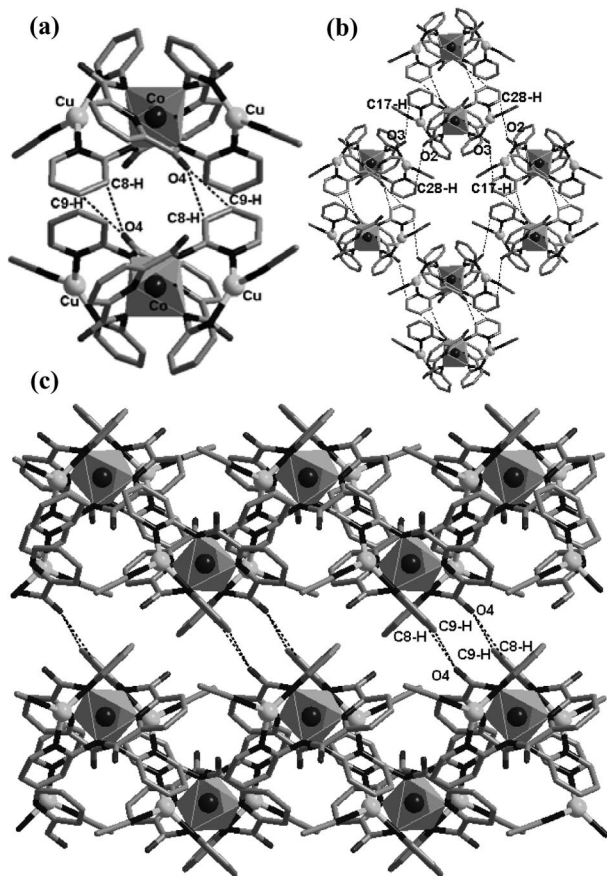 (a)
Co
Cu
Cu
C8-H
O4
C9-H
C9-H
C8-H
O4
Cu
Co
Cu
(b)
C17-H
C28-H
O3
O2
O2
O3
C28-H
C17-H
(c)
O4
C9-H
C8-H
C8-H
C9-H
O4